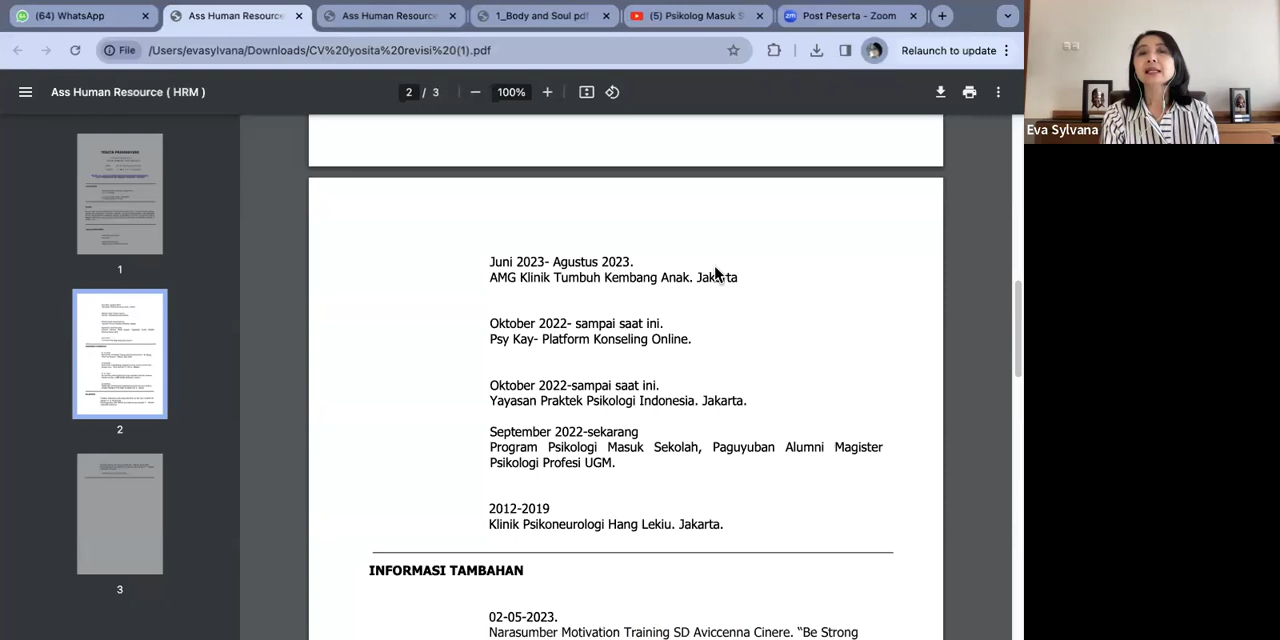 (64) WhatsApp
Ass Human Resource
Ass Human Resource
1_Body and Soul pdf
(5) Psikolog Masuk S
Post Peserta - Zoom
File
/Users/evasylvana/Downloads/CV%20yosita%20revisi%20(1).pdf
Relaunch to update
Ass Human Resource ( HRM )
2 / 3
100%
Eva Sylvana
1
2
3
Juni 2023- Agustus 2023.
AMG Klinik Tumbuh Kembang Anak. Jakarta
Oktober 2022- sampai saat ini.
Psy Kay- Platform Konseling Online.
Oktober 2022-sampai saat ini.
Yayasan Praktek Psikologi Indonesia. Jakarta.
September 2022-sekarang
Program Psikologi Masuk Sekolah, Paguyuban Alumni Magister
Psikologi Profesi UGM.
2012-2019
Klinik Psikoneurologi Hang Lekiu. Jakarta.
INFORMASI TAMBAHAN
02-05-2023.
Narasumber Motivation Training SD Aviccenna Cinere. "Be Strong